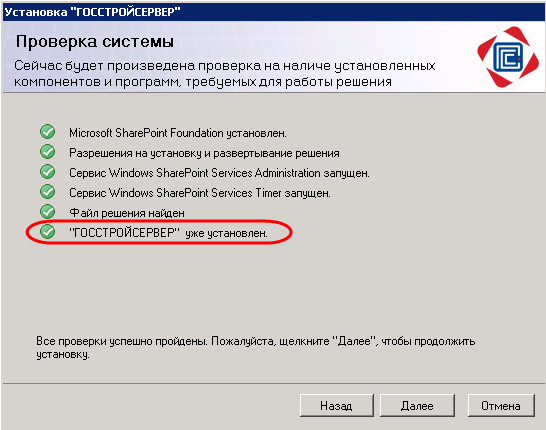 Установка "ГОССТРОЙСЕРВЕР"
Проверка системы
Сейчас будет произведена проверка на наличе установленных
компонентов и программ, требуемых для работы решения
Microsoft SharePoint Foundation установлен.
Разрешения на установку и развертывание решения
Сервис Windows SharePoint Services Administration запущен.
Сервис Windows SharePoint Services Timer запущен.
Файл решения найден
"ГОССТРОЙСЕРВЕР" уже установлен.
Все проверки успешно пройдены. Пожалуйста, щелкните "Далее", чтобы продолжить
установку.
Назад
Далее
Отмена